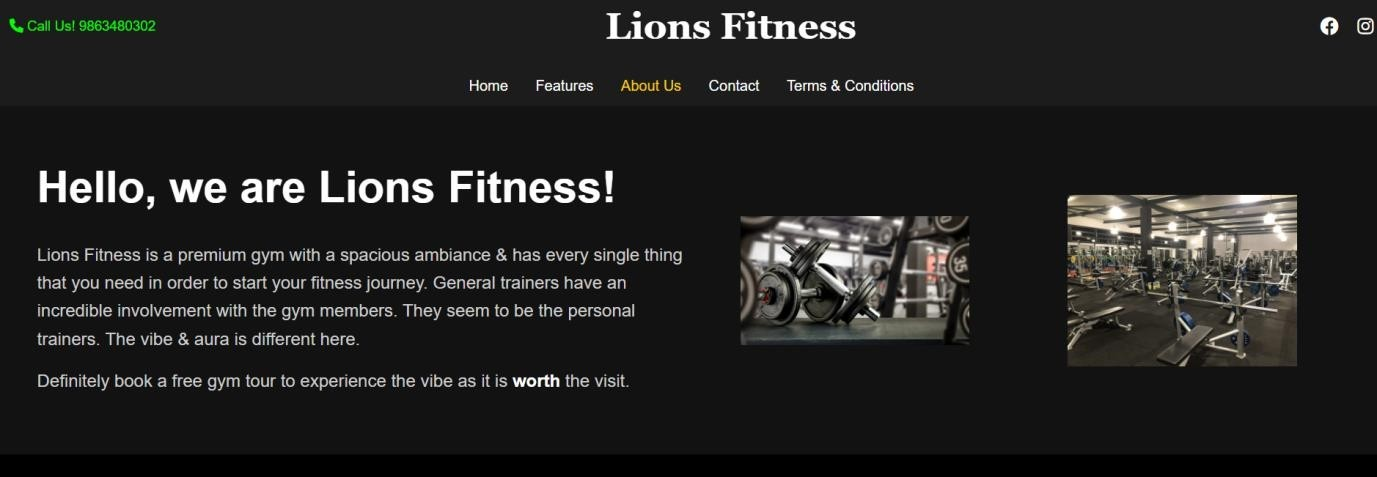 Call Us! 9863480302
Lions Fitness
Home Features About Us Contact Terms & Conditions
Hello, we are Lions Fitness!
Lions Fitness is a premium gym with a spacious ambiance & has every single thing
that you need in order to start your fitness journey. General trainers have an
incredible involvement with the gym members. They seem to be the personal
trainers. The vibe & aura is different here.
Definitely book a free gym tour to experience the vibe as it is worth the visit.
35